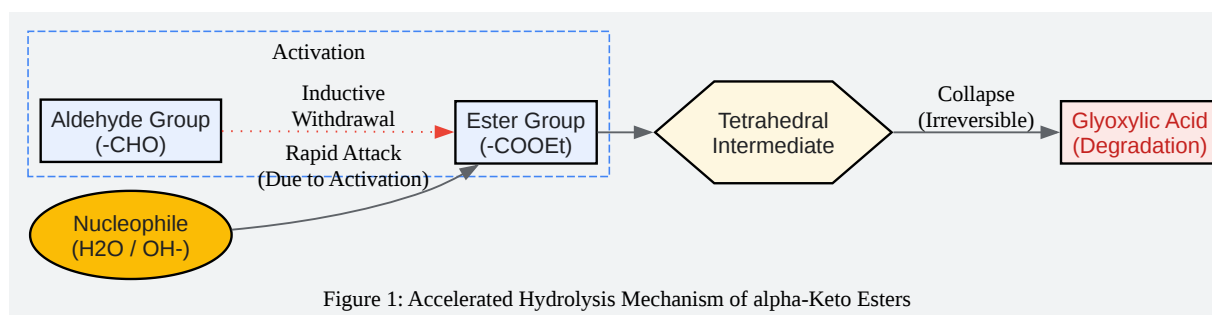 Activation
Aldehyde Group
(-CHO)
Inductive
Withdrawal
Ester Group
(-COOEt)
Rapid Attack
(Due to Activation)
Nucleophile
(H2O / OH-)
Tetrahedral
Intermediate
Collapse
(Irreversible)
Glyoxylic Acid
(Degradation)
Figure 1: Accelerated Hydrolysis Mechanism of alpha-Keto Esters